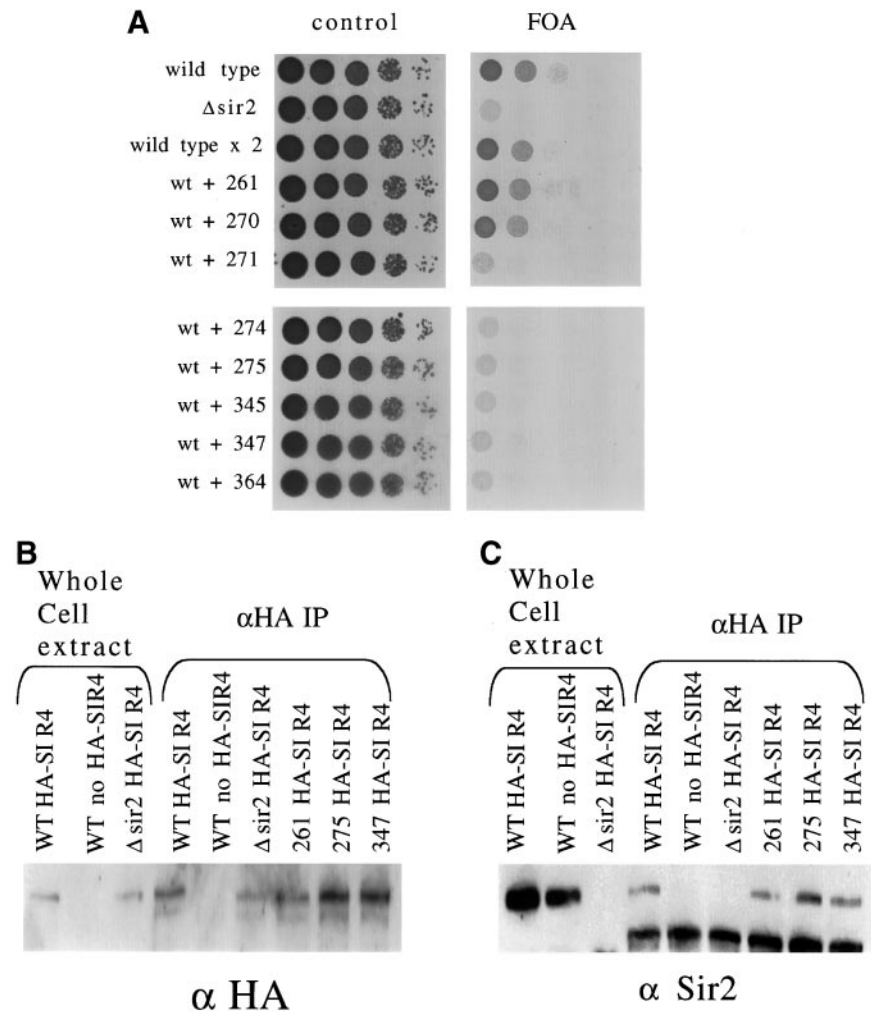 A
control
FOA
wild type
Δsir2
wild type x 2
wt + 261
wt + 270
wt + 271
wt + 274
wt + 275
wt + 345
wt + 347
wt + 364
B
Whole
Cell
extract
αHA IP
WT HA-SI R4
WT no HA-SIR4
Δ sir2 HA-SI R4
WT HA-SI R4
WT no HA-SIR4
Δ sir2 HA-SI R4
261 HA-SI R4
275 HA-SI R4
347 HA-SI R4
α HA
C
Whole
Cell
extract
αHA IP
WT HA-SI R4
WT no HA-SIR4
Δ sir2 HA-SI R4
WT HA-SI R4
WT no HA-SIR4
Δ sir2 HA-SI R4
261 HA-SI R4
275 HA-SI R4
347 HA-SI R4
α Sir2